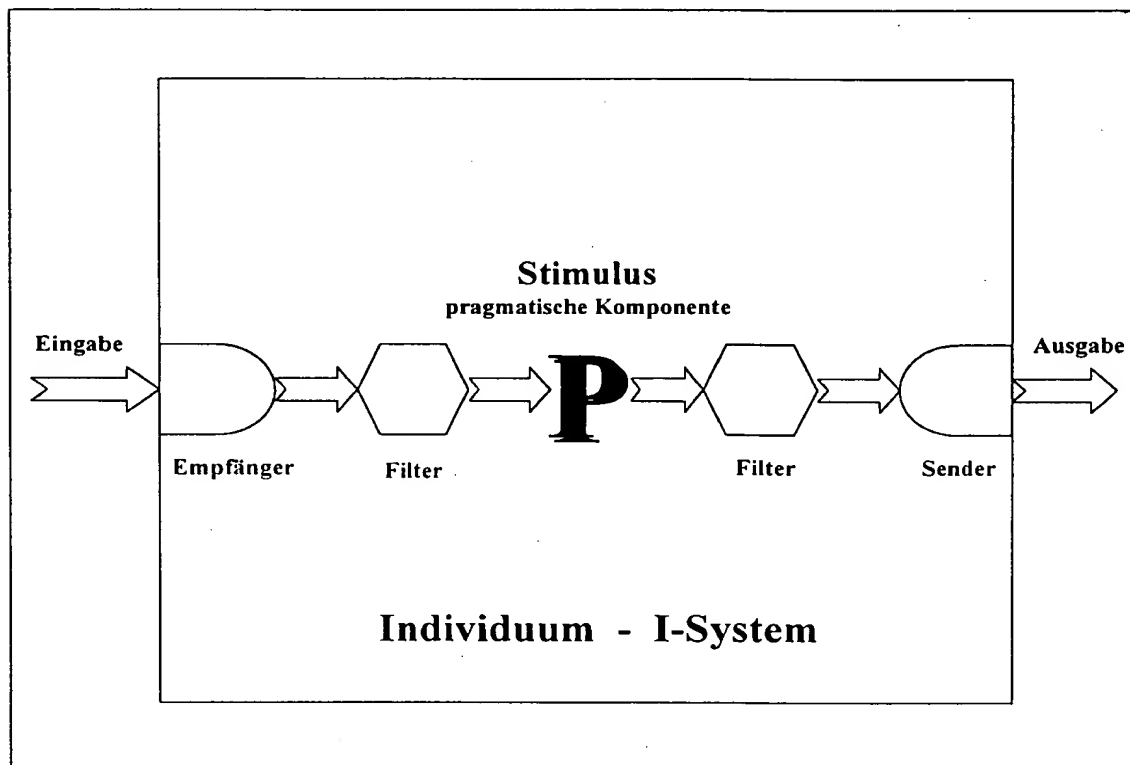 Stimulus
pragmatische Komponente
Eingabe
Ausgabe
P
Empfänger
Filter
Filter
Sender
Individuum - I-System